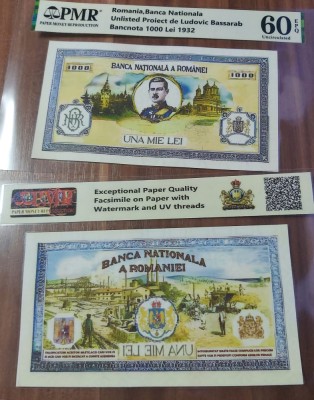 PMR
PAPER MONEY REPRODUCTION
Romania,Banca Nationala
Unlisted Proiect de Ludovic Bassarab
Bancnota 1000 Lei 1932
60 EPQ
Uncirculated
BANCA NATIONALA A ROMANIEI
1000
1000
UNA MIE LEI
Exceptional Paper Quality
Facsimile on Paper with
Watermark and UV threads
BANCA NATIONALA
A ROMANIEI
UNA MIE LEI